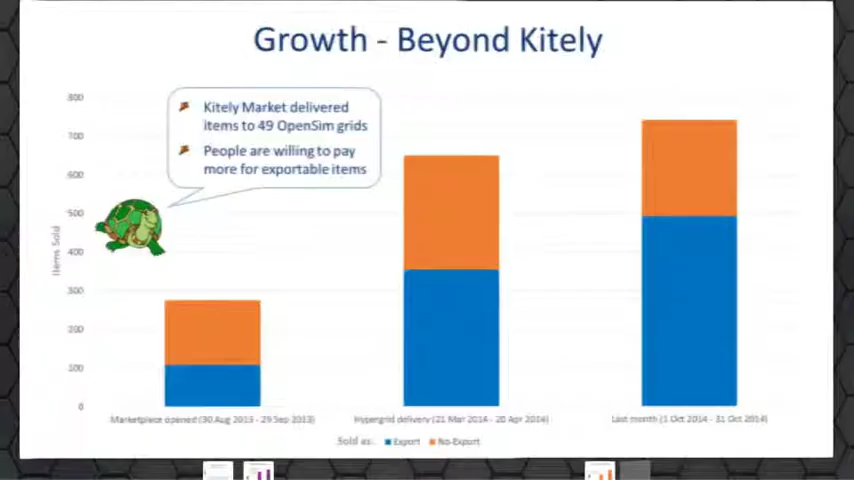 Growth - Beyond Kitely
Kitely Market delivered
items to 49 OpenSim grids
People are willing to pay
more for exportable items
Items Sold
800
700
600
500
400
300
200
100
0
Marketplace opened (30 Aug 2013 - 29 Sep 2013)
Hypergrid delivery (21 Mar 2014 - 20 Apr 2014)
Last month (1 Oct 2014 - 31 Oct 2014)
Sold as: Export No-Export